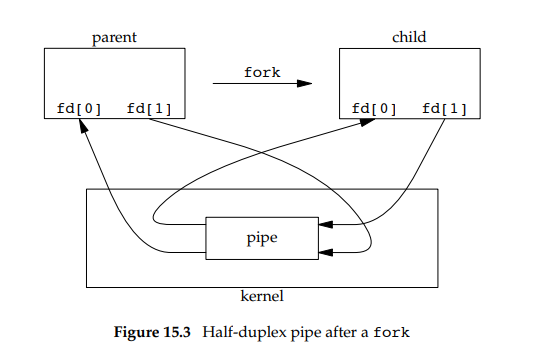 parent child
fork
fd[0] fd[1] fd[0] fd[1]
pipe
kernel
Figure 15.3 Half-duplex pipe after a fork